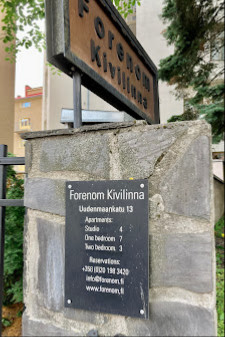 Forenom
Kivilinna
Forenom Kivilinna
Uudenmaankatu 13
Apartments:
Studio 4
One bedroom 7
Two bedroom 3
Reservations:
+358 (0)20 198 3420
info@forenom.fi
www.forenom.fi